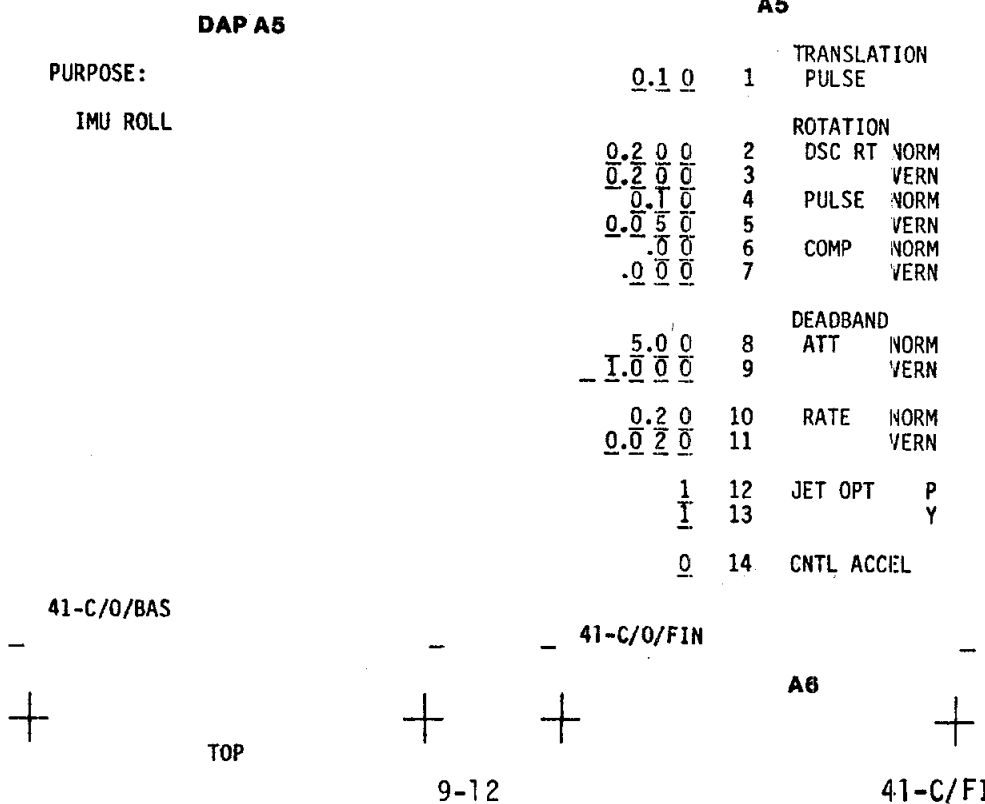 DAP A5
PURPOSE:
IMU ROLL
41-C/0/BAS
TOP
A5
TRANSLATION
0.1 0 1 PULSE
ROTATION
0.2 0 0 2 DSC RT NORM
0.2 0 0 3 VERN
0.1 0 4 PULSE NORM
0.0 5 0 5 VERN
.0 0 6 COMP NORM
.0 0 0 7 VERN
DEADBAND
_ 5.0 0 8 ATT NORM
_ 1.0 0 0 9 VERN
0.2 0 10 RATE NORM
0.0 2 0 11 VERN
1 12 JET OPT P
1 13 Y
0 14 CNTL ACCEL
41-C/0/FIN
A6
9-12
41-C/FI